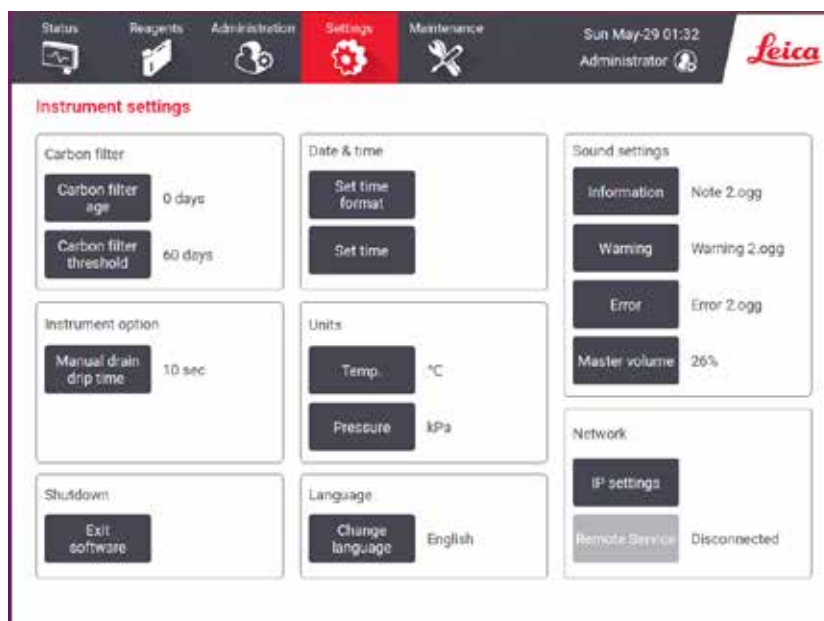 Status
Reagents
Administration
Settings
Maintenance
Sun May-29 01:32
Administrator
Leica
Instrument settings
Carbon filter
Carbon filter
age
0 days
Carbon filter
threshold
60 days
Instrument option
Manual drain
drip time
10 sec
Shutdown
Exit
software
Date & time
Set time
format
Set time
Units
Temp.
°C
Pressure
kPa
Language
Change
language
English
Sound settings
Information
Note 2.ogg
Warning
Warning 2.ogg
Error
Error 2.ogg
Master volume
26%
Network
IP settings
Remote Service
Disconnected